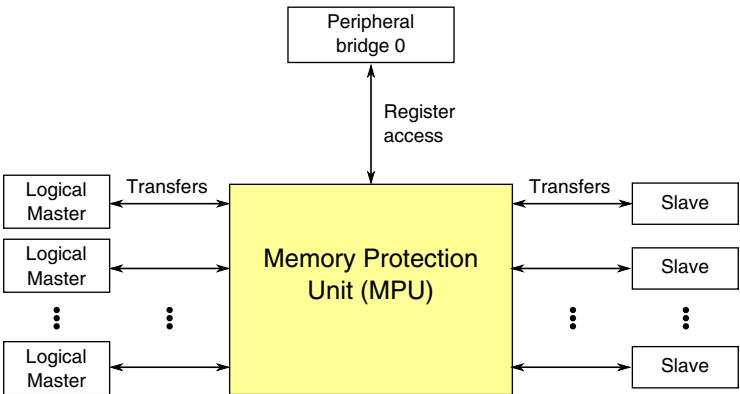 Peripheral
bridge 0
Register
access
Transfers
Transfers
Logical
Master
Slave
Memory Protection
Unit (MPU)
Logical
Master
Slave
Logical
Master
Slave